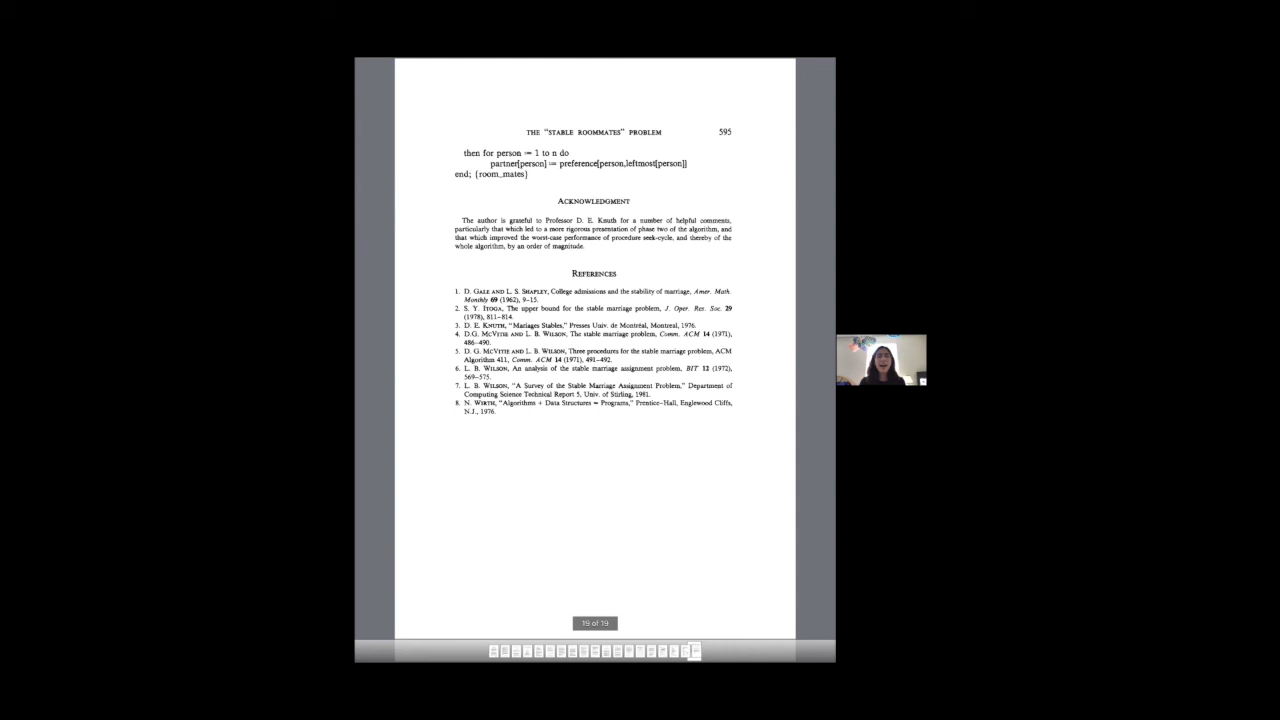 THE "STABLE ROOMMATES" PROBLEM 595
then for person := 1 to n do
partner[person] := preference[person,leftmost[person]]
end; {room_mates}
ACKNOWLEDGMENT
The author is grateful to Professor D. E. Knuth for a number of helpful comments,
particularly that which led to a more rigorous presentation of phase two of the algorithm, and
that which improved the worst-case performance of procedure seek-cycle, and thereby of the
whole algorithm, by an order of magnitude.
REFERENCES
1. D. GALE AND L. S. SHAPLEY, College admissions and the stability of marriage, Amer. Math.
Monthly 69 (1962), 9–15.
2. S. Y. ITOGA, The upper bound for the stable marriage problem, J. Oper. Res. Soc. 29
(1978), 811–814.
3. D. E. KNUTH, "Mariages Stables," Presses Univ. de Montréal, Montreal, 1976.
4. D.G. MCVITIE AND L. B. WILSON, The stable marriage problem, Comm. ACM 14 (1971),
486–490.
5. D. G. MCVITIE AND L. B. WILSON, Three procedures for the stable marriage problem, ACM
Algorithm 411, Comm. ACM 14 (1971), 491–492.
6. L. B. WILSON, An analysis of the stable marriage assignment problem, BIT 12 (1972),
569–575.
7. L. B. WILSON, "A Survey of the Stable Marriage Assignment Problem," Department of
Computing Science Technical Report 5, Univ. of Stirling, 1981.
8. N. WIRTH, "Algorithms + Data Structures = Programs," Prentice–Hall, Englewood Cliffs,
N.J., 1976.
19 of 19